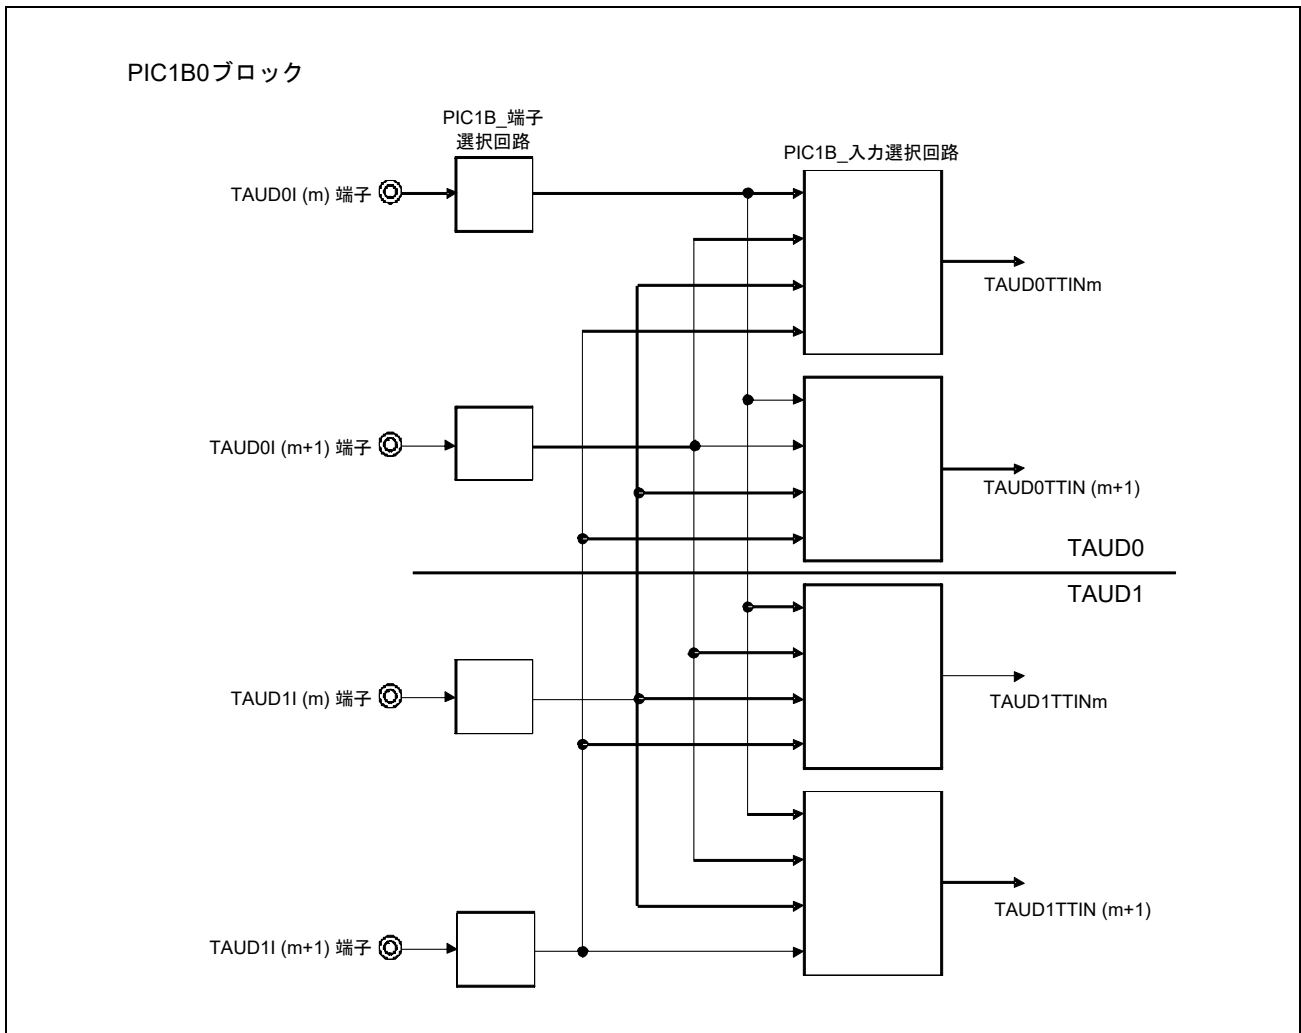 PIC1B0ブロック
PIC1B_端子
選択回路
PIC1B_入力選択回路
TAUD0I (m) 端子
TAUD0TTINm
TAUD0I (m+1) 端子
TAUD0TTIN (m+1)
TAUD0
TAUD1
TAUD1I (m) 端子
TAUD1TTINm
TAUD1TTIN (m+1)
TAUD1I (m+1) 端子